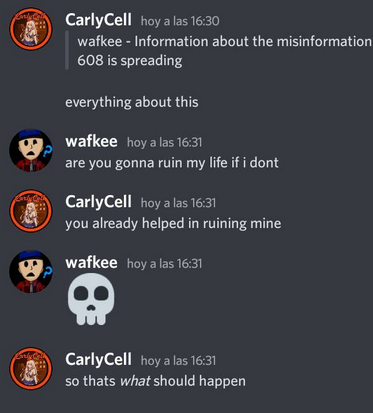 CarlyCell hoy a las 16:30
wafkee - Information about the misinformation
608 is spreading
everything about this
wafkee hoy a las 16:31
are you gonna ruin my life if i dont
CarlyCell hoy a las 16:31
you already helped in ruining mine
wafkee hoy a las 16:31
CarlyCell hoy a las 16:31
so thats what should happen